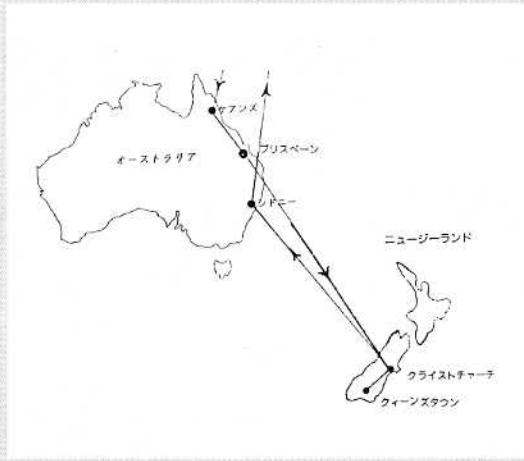 ケアンズ
ブリスベーン
オーストラリア
シドニー
ニュージーランド
クライストチャーチ
クィーンズタウン